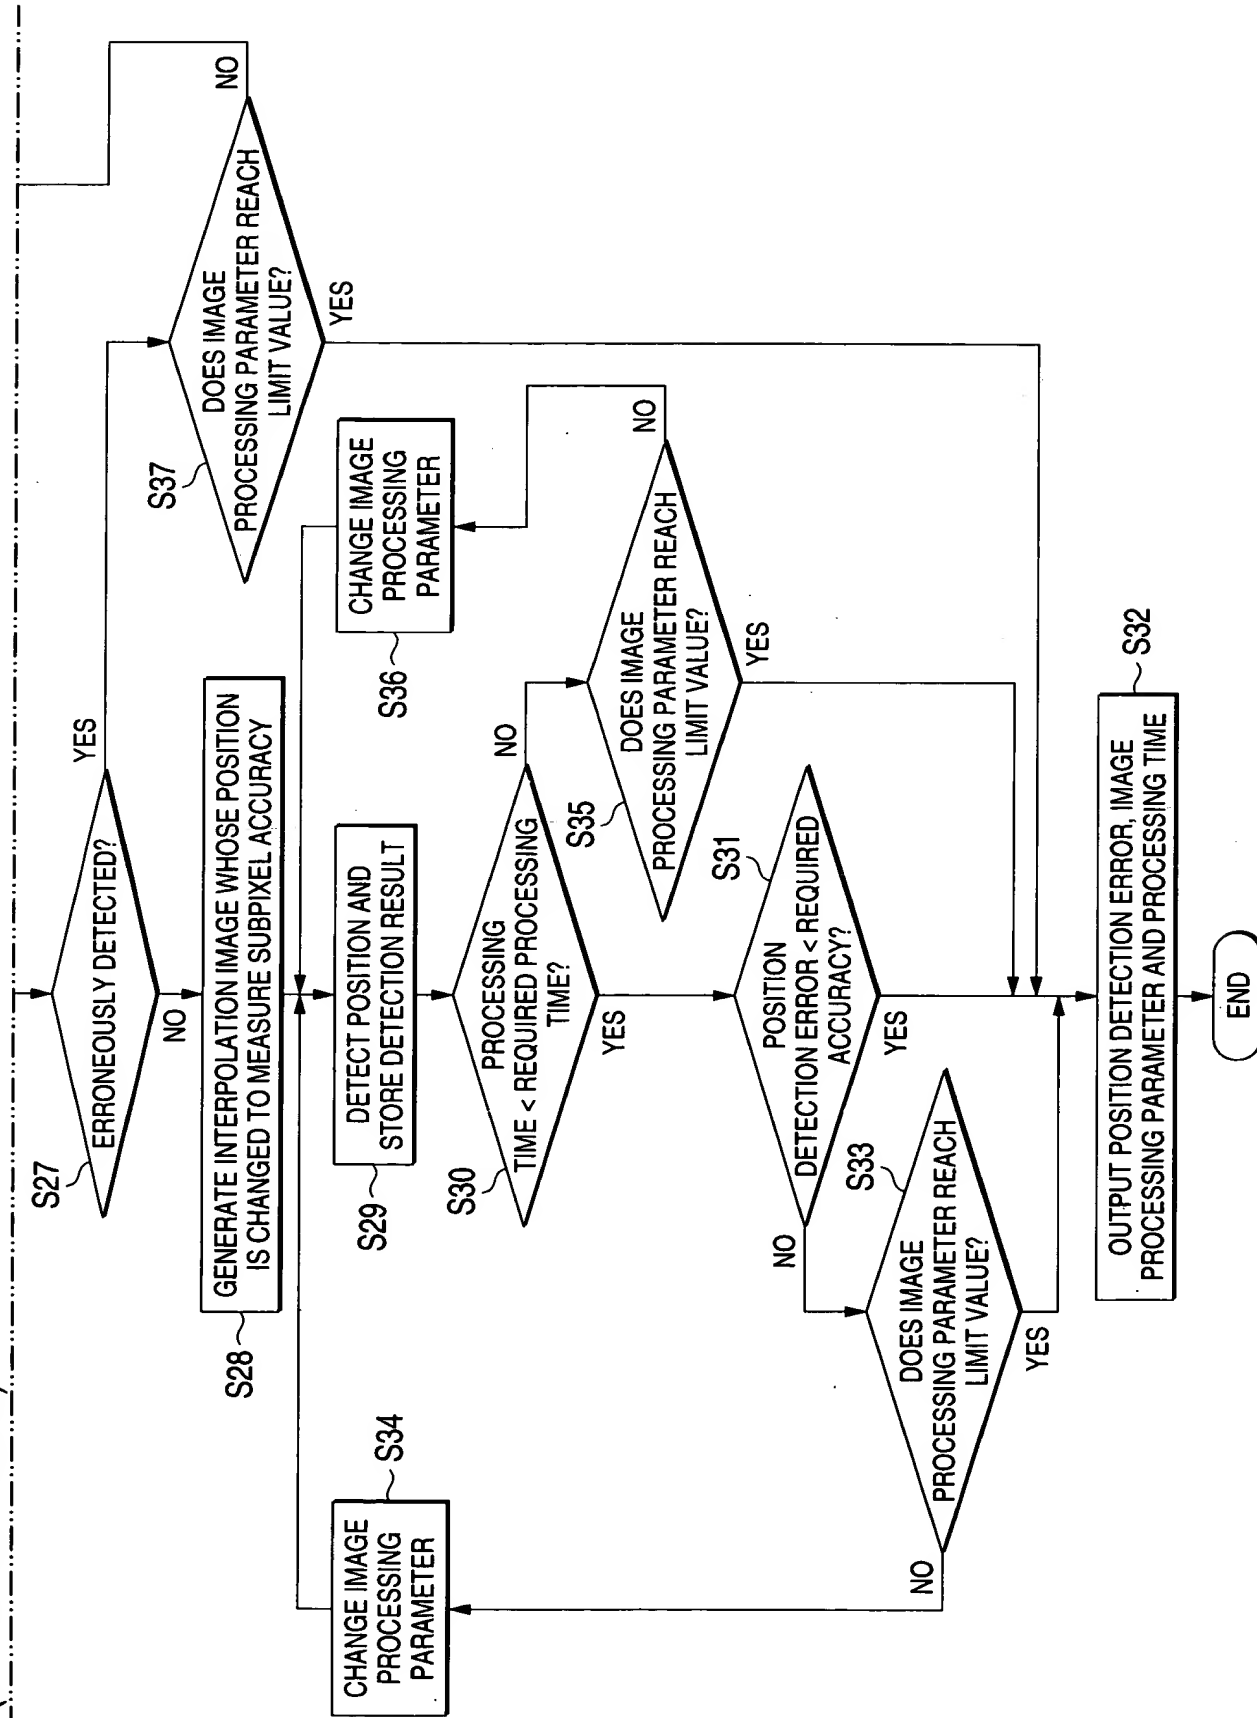 S27
ERRONEOUSLY DETECTED?
YES
NO
S28
GENERATE INTERPOLATION IMAGE WHOSE POSITION
IS CHANGED TO MEASURE SUBPIXEL ACCURACY
S37
DOES IMAGE
PROCESSING PARAMETER REACH
LIMIT VALUE?
NO
YES
S34
CHANGE IMAGE
PROCESSING
PARAMETER
S29
DETECT POSITION AND
STORE DETECTION RESULT
S36
CHANGE IMAGE
PROCESSING
PARAMETER
S30
PROCESSING
TIME < REQUIRED PROCESSING
TIME?
NO
YES
S35
DOES IMAGE
PROCESSING PARAMETER REACH
LIMIT VALUE?
NO
YES
S31
POSITION
DETECTION ERROR < REQUIRED
ACCURACY?
NO
YES
S33
DOES IMAGE
PROCESSING PARAMETER REACH
LIMIT VALUE?
NO
YES
S32
OUTPUT POSITION DETECTION ERROR, IMAGE
PROCESSING PARAMETER AND PROCESSING TIME
END